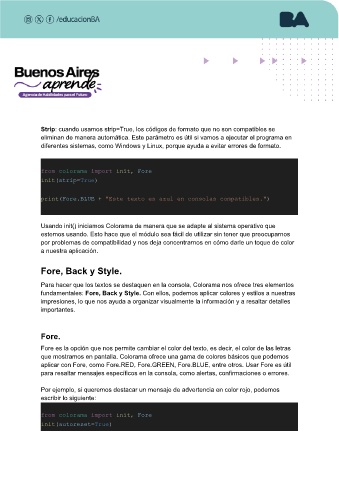 /educacionBA
BA
Buenos Aires
aprende
Agencia de Habilidades para el Futuro
Strip: cuando usamos strip=True, los códigos de formato que no son compatibles se
eliminan de manera automática. Este parámetro es útil si vamos a ejecutar el programa en
diferentes sistemas, como Windows y Linux, porque ayuda a evitar errores de formato.
from colorama import init, Fore
init(strip=True)
print(Fore.BLUE + "Este texto es azul en consolas compatibles.")
Usando init() iniciamos Colorama de manera que se adapte al sistema operativo que
estemos usando. Esto hace que el módulo sea fácil de utilizar sin tener que preocuparnos
por problemas de compatibilidad y nos deja concentrarnos en cómo darle un toque de color
a nuestra aplicación.
Fore, Back y Style.
Para hacer que los textos se destaquen en la consola, Colorama nos ofrece tres elementos
fundamentales: Fore, Back y Style. Con ellos, podemos aplicar colores y estilos a nuestras
impresiones, lo que nos ayuda a organizar visualmente la información y a resaltar detalles
importantes.
Fore.
Fore es la opción que nos permite cambiar el color del texto, es decir, el color de las letras
que mostramos en pantalla. Colorama ofrece una gama de colores básicos que podemos
aplicar con Fore, como Fore.RED, Fore.GREEN, Fore.BLUE, entre otros. Usar Fore es útil
para resaltar mensajes específicos en la consola, como alertas, confirmaciones o errores.
Por ejemplo, si queremos destacar un mensaje de advertencia en color rojo, podemos
escribir lo siguiente:
from colorama import init, Fore
init(autoreset=True)